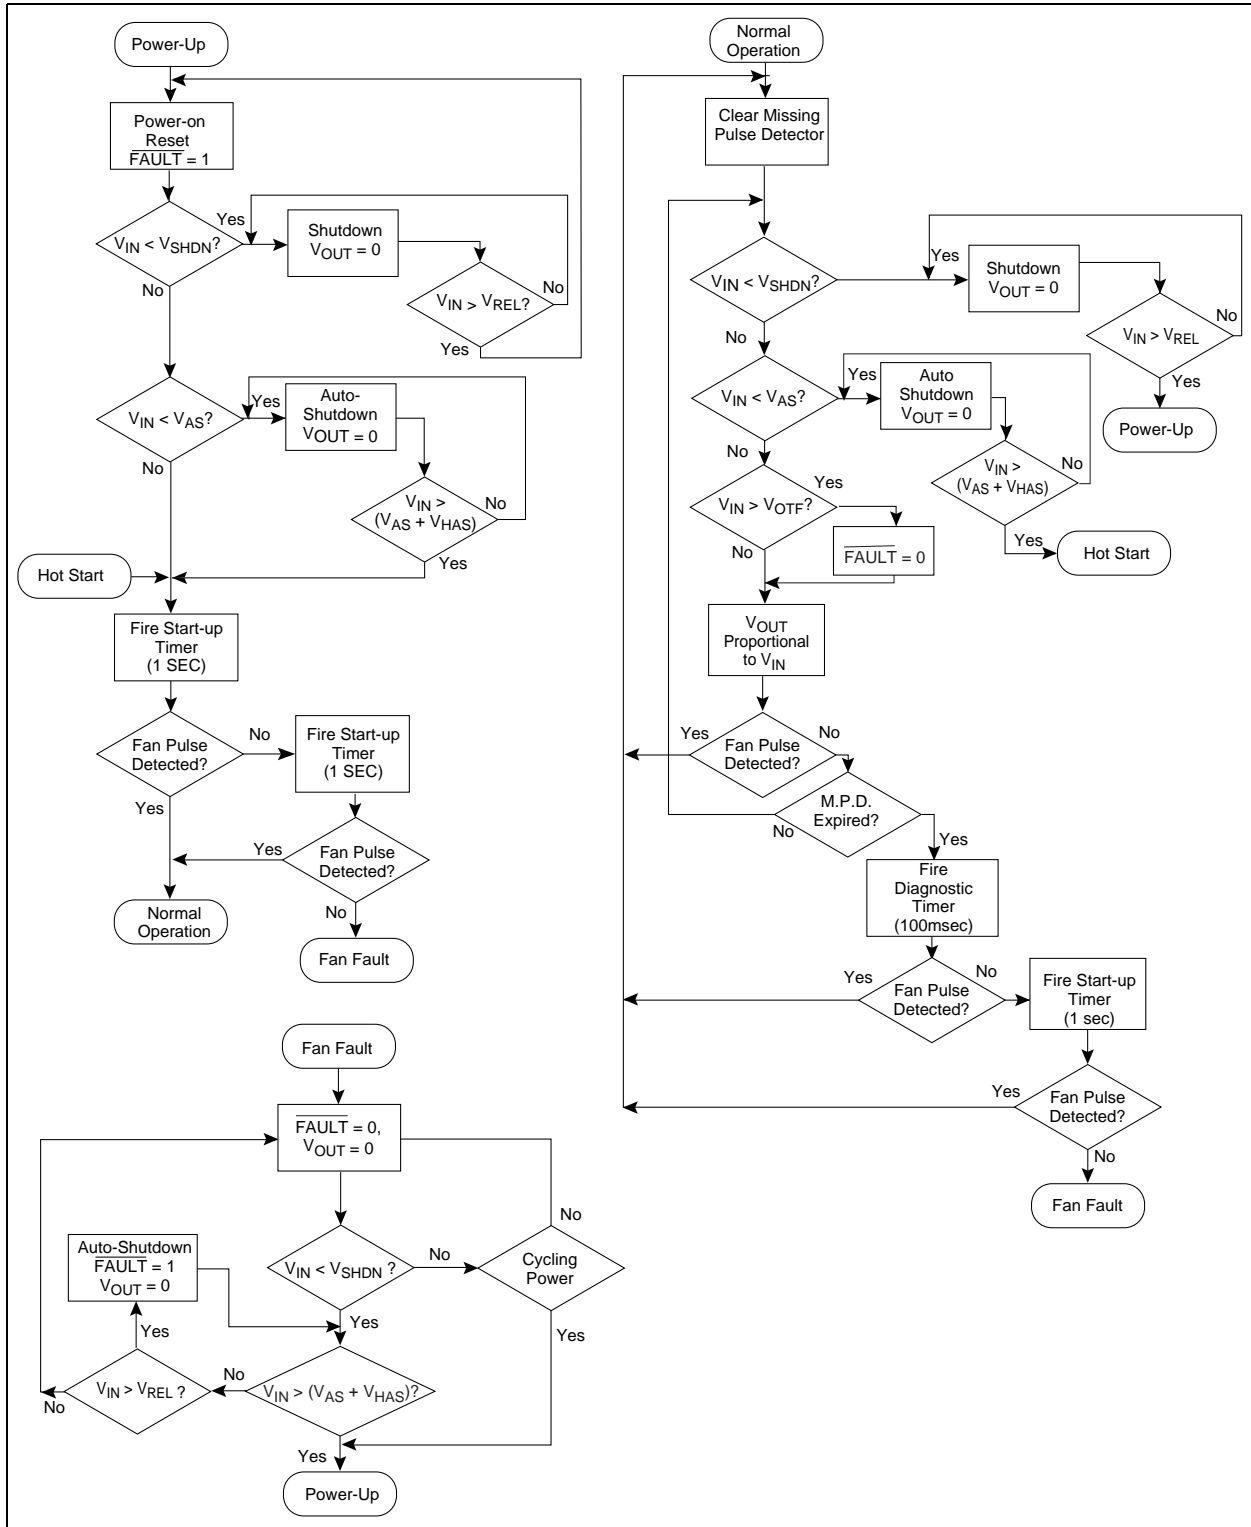 Power-Up
Power-on
Reset
FAULT = 1
VIN < VSHDN?
Yes
No
Shutdown
VOUT = 0
VIN > VREL?
No
Yes
VIN < VAS?
Yes
No
Auto-
Shutdown
VOUT = 0
VIN >
(VAS + VHAS)
No
Yes
Hot Start
Fire Start-up
Timer
(1 SEC)
Fan Pulse
Detected?
No
Yes
Fire Start-up
Timer
(1 SEC)
Fan Pulse
Detected?
Yes
No
Normal
Operation
Fan Fault
Fan Fault
FAULT = 0,
VOUT = 0
VIN < VSHDN ?
No
Yes
Cycling
Power
No
Yes
Auto-Shutdown
FAULT = 1
VOUT = 0
Yes
VIN > VREL ?
No
No
VIN > (VAS + VHAS)?
Yes
Power-Up
Normal
Operation
Clear Missing
Pulse Detector
VIN < VSHDN?
Yes
No
Shutdown
VOUT = 0
VIN > VREL
No
Yes
Power-Up
VIN < VAS?
Yes
No
Auto
Shutdown
VOUT = 0
VIN >
(VAS + VHAS)
No
Yes
Hot Start
VIN > VOTF?
Yes
No
FAULT = 0
VOUT
Proportional
to VIN
Fan Pulse
Detected?
Yes
No
M.P.D.
Expired?
No
Yes
Fire
Diagnostic
Timer
(100msec)
Fan Pulse
Detected?
Yes
No
Fire Start-up
Timer
(1 sec)
Fan Pulse
Detected?
Yes
No
Fan Fault